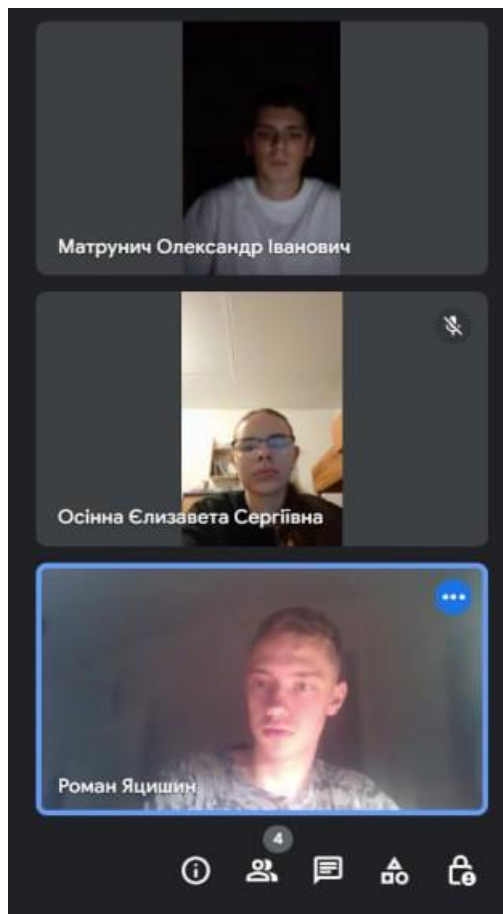 Матрунич Олександр Іванович
Осінна Єлизавета Сергіївна
Роман Яцишин
4